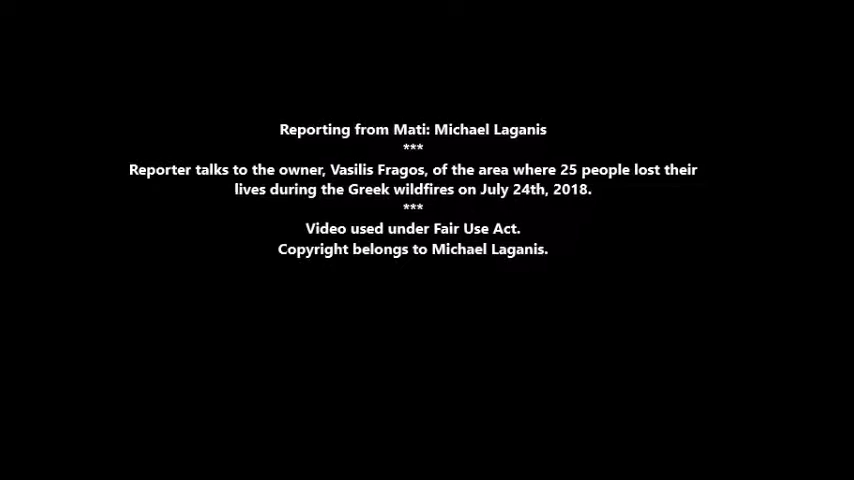 Reporting from Mati: Michael Laganis
***
Reporter talks to the owner, Vasilis Fragos, of the area where 25 people lost their
lives during the Greek wildfires on July 24th, 2018.
***
Video used under Fair Use Act.
Copyright belongs to Michael Laganis.